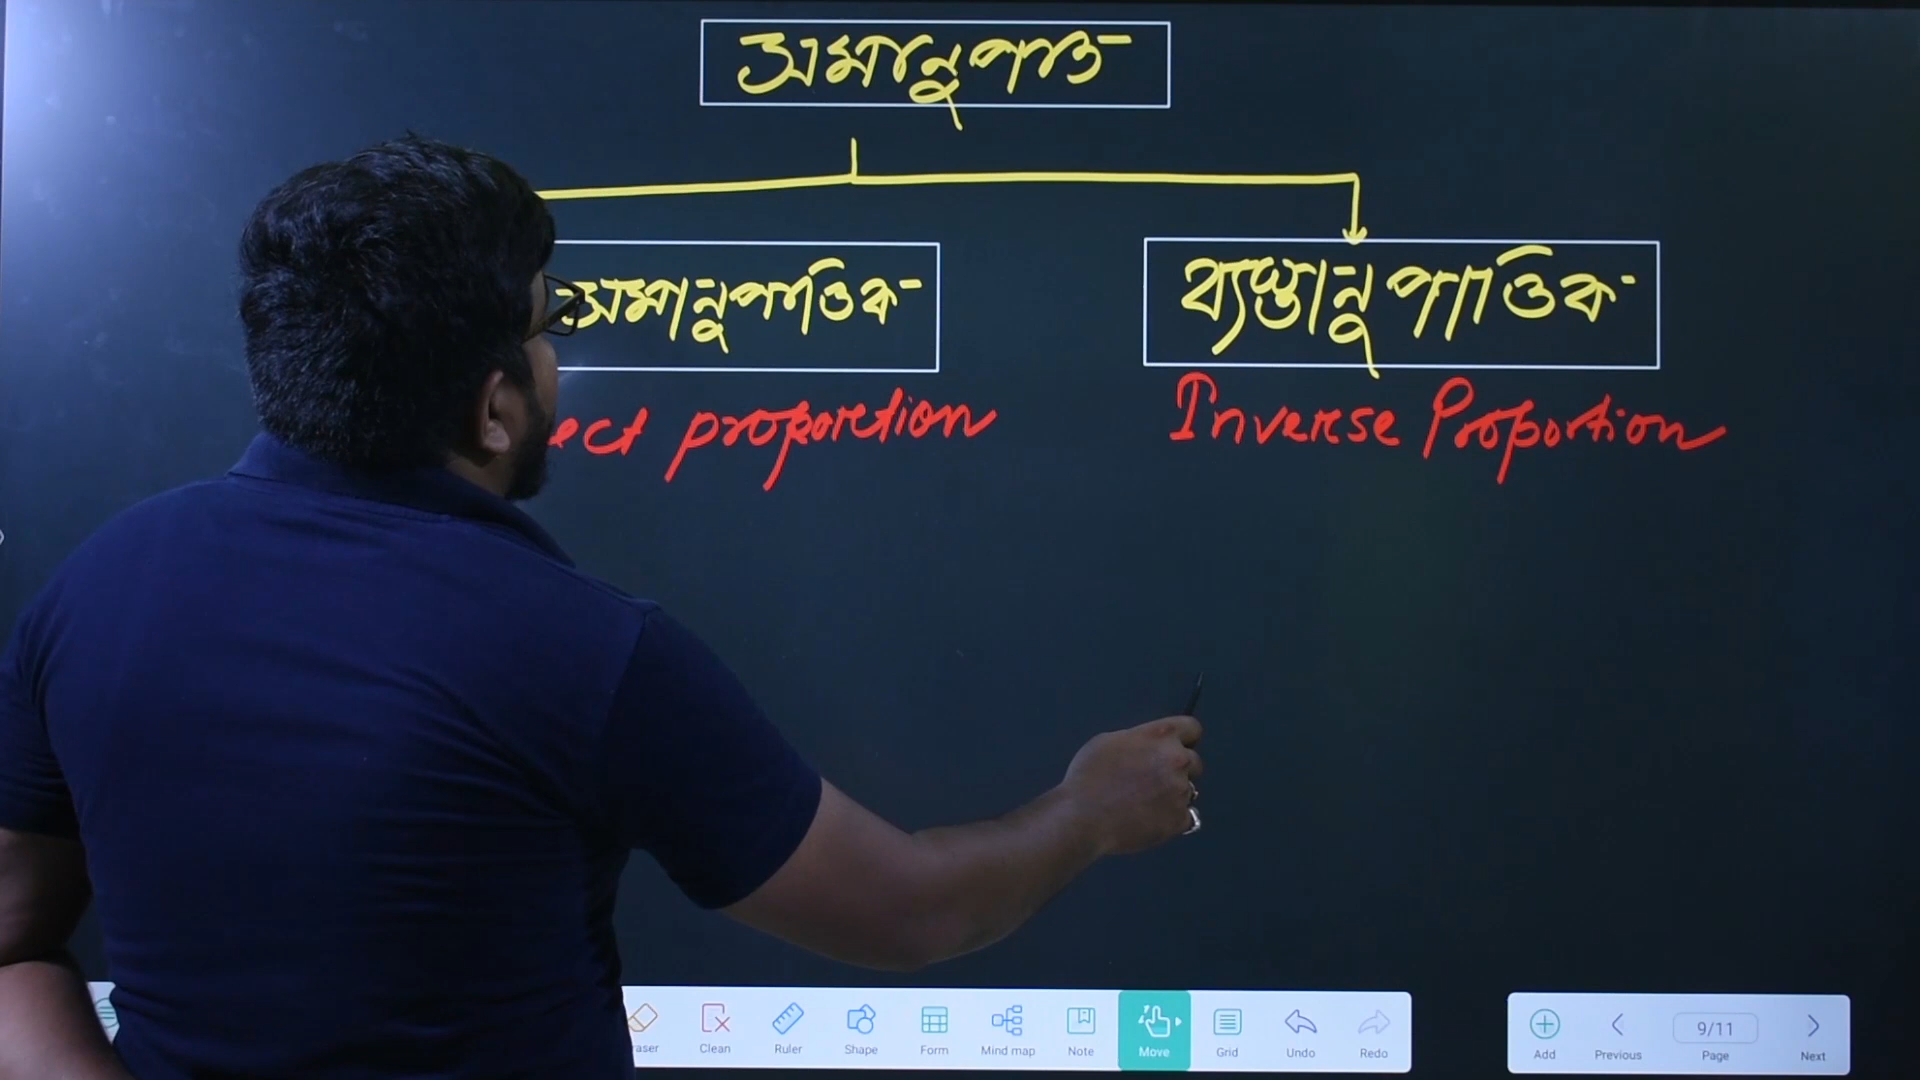 সমানুপাত
সমানুপাতিক
ব্যস্তানুপাতিক
ect proportion
Inverse Proportion
raser
Clean
Ruler
Shape
Form
Mind map
Note
Move
Grid
Undo
Redo
Add
Previous
9/11
Page
Next